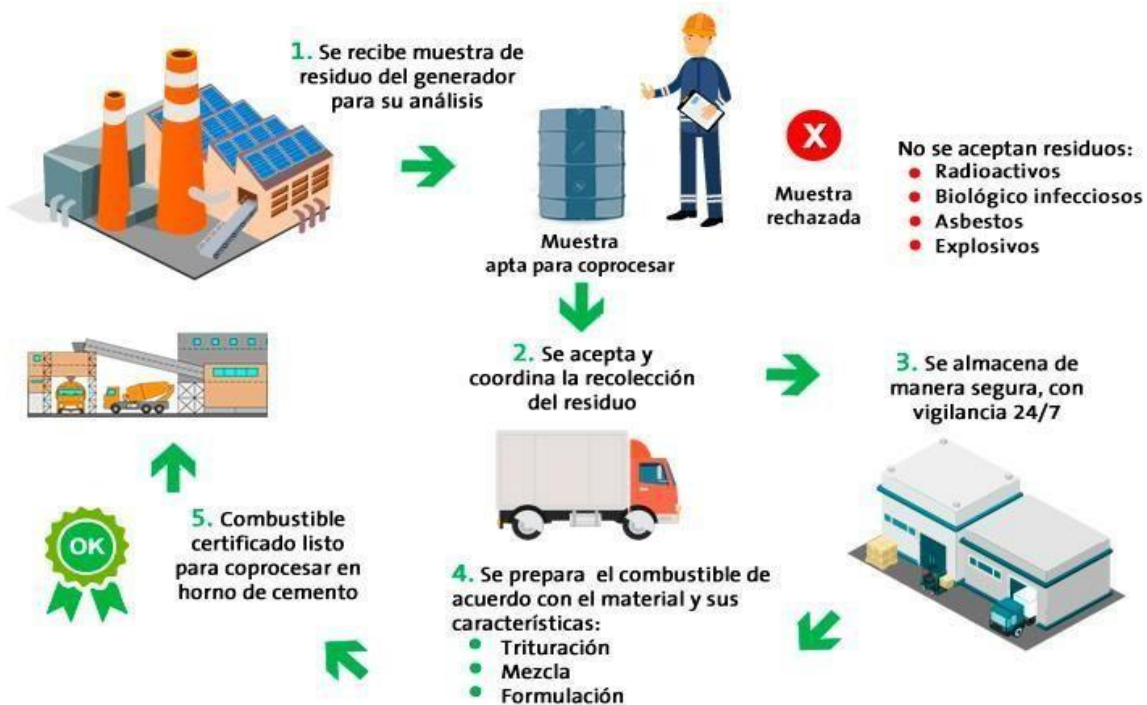 1. Se recibe muestra de
residuo del generador
para su análisis
Muestra
apta para coprocesar
X
Muestra
rechazada
No se aceptan residuos:
Radioactivos
Biológico infecciosos
Asbestos
Explosivos
2. Se acepta y
coordina la recolección
del residuo
3. Se almacena de
manera segura, con
vigilancia 24/7
4. Se prepara el combustible de
acuerdo con el material y sus
características:
Trituración
Mezcla
Formulación
5. Combustible
certificado listo
para coprocesar en
horno de cemento
OK